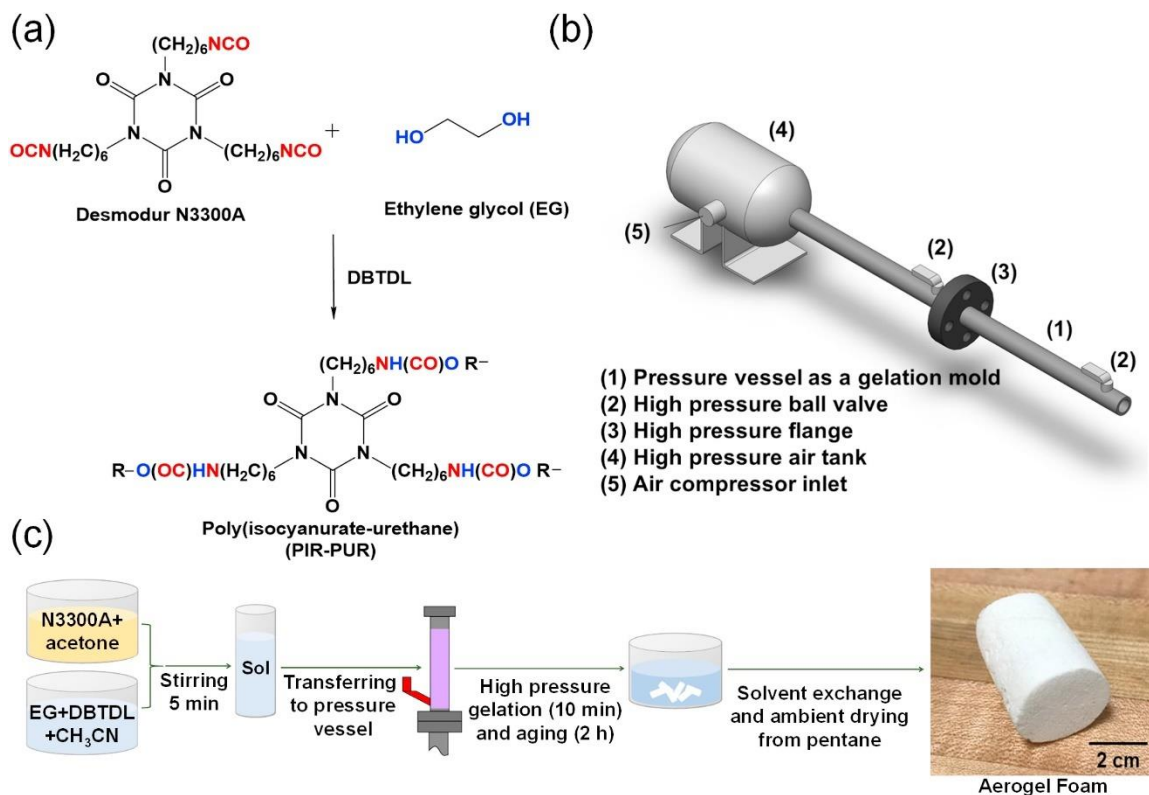 (a)
(CH₂)₆NCO
O
O
N
N
N
OCN(H₂C)₆
(CH₂)₆NCO
O
Desmodur N3300A
+
HO
OH
Ethylene glycol (EG)
DBTDL
(CH₂)₆NH(CO)O R–
O
O
N
N
N
R–O(OC)HN(H₂C)₆
(CH₂)₆NH(CO)O R–
O
Poly(isocyanurate-urethane)
(PIR-PUR)
(b)
(4)
(5)
(2)
(3)
(1)
(2)
(1) Pressure vessel as a gelation mold
(2) High pressure ball valve
(3) High pressure flange
(4) High pressure air tank
(5) Air compressor inlet
(c)
N3300A+
acetone
EG+DBTDL
+CH₃CN
Stirring
5 min
Sol
Transferring
to pressure
vessel
High pressure
gelation (10 min)
and aging (2 h)
Solvent exchange
and ambient drying
from pentane
2 cm
Aerogel Foam